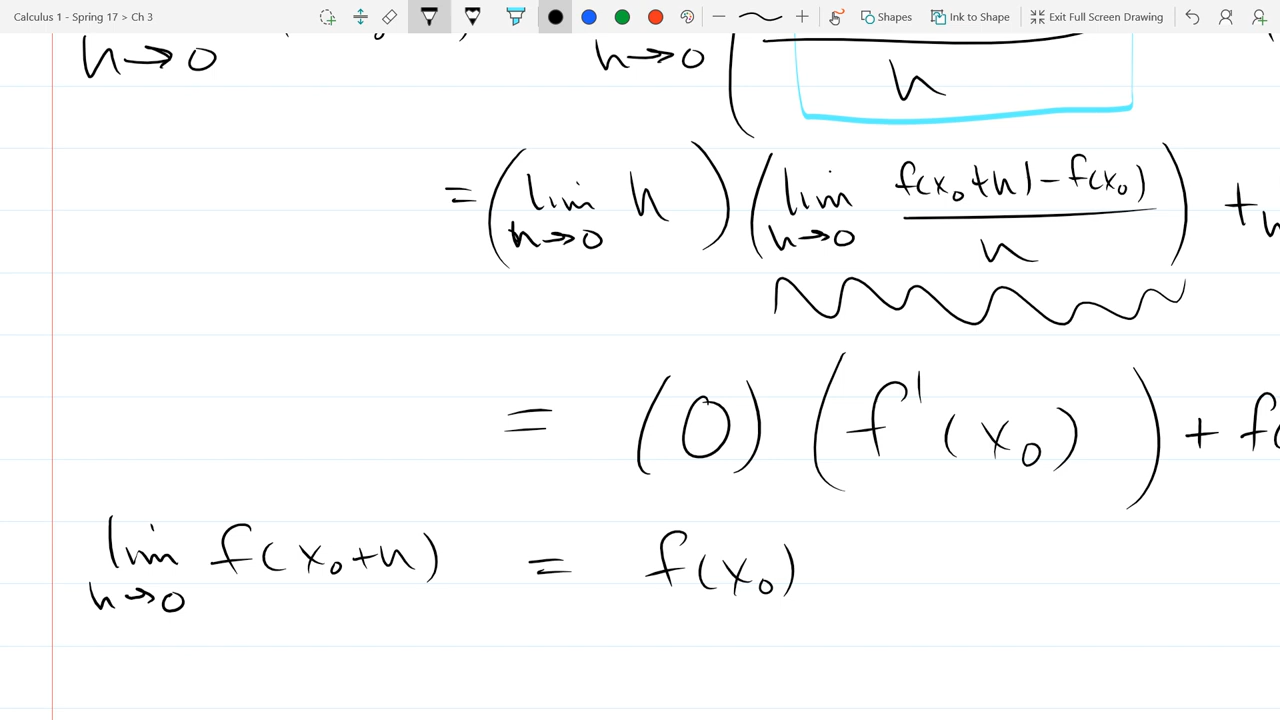 Calculus 1 - Spring 17 > Ch 3
Shapes
Ink to Shape
Exit Full Screen Drawing
h→0
h→0 ( h
= (lim h→0 h) (lim h→0 (f(x₀+h)-f(x₀))/h) +
= (0) (f'(x₀)) + f(
lim h→0 f(x₀+h) = f(x₀)